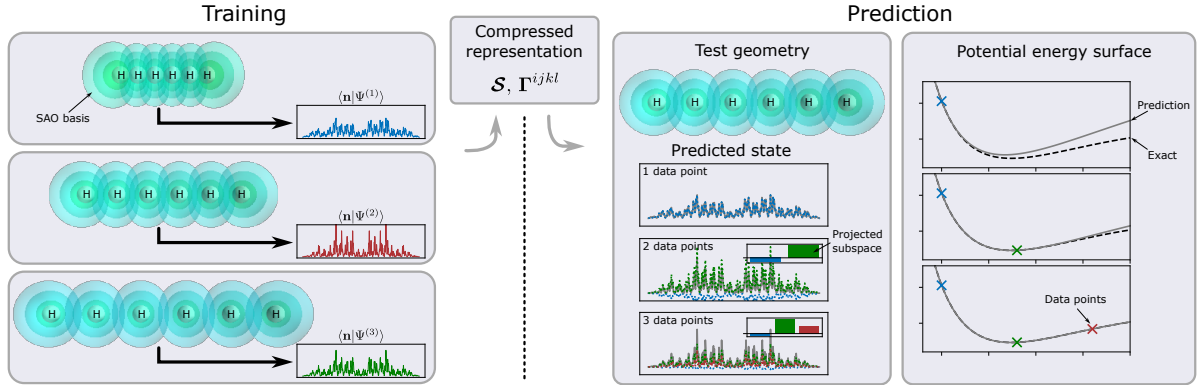 Training
H H H H H H
SAO basis
⟨n|Ψ⁽¹⁾⟩
H H H H H H
⟨n|Ψ⁽²⁾⟩
H H H H H H
⟨n|Ψ⁽³⁾⟩
Compressed
representation
𝓢, Γⁱʲᵏˡ
Prediction
Test geometry
H H H H H H
Predicted state
1 data point
2 data points
Projected
subspace
3 data points
Potential energy surface
Prediction
Exact
Data points